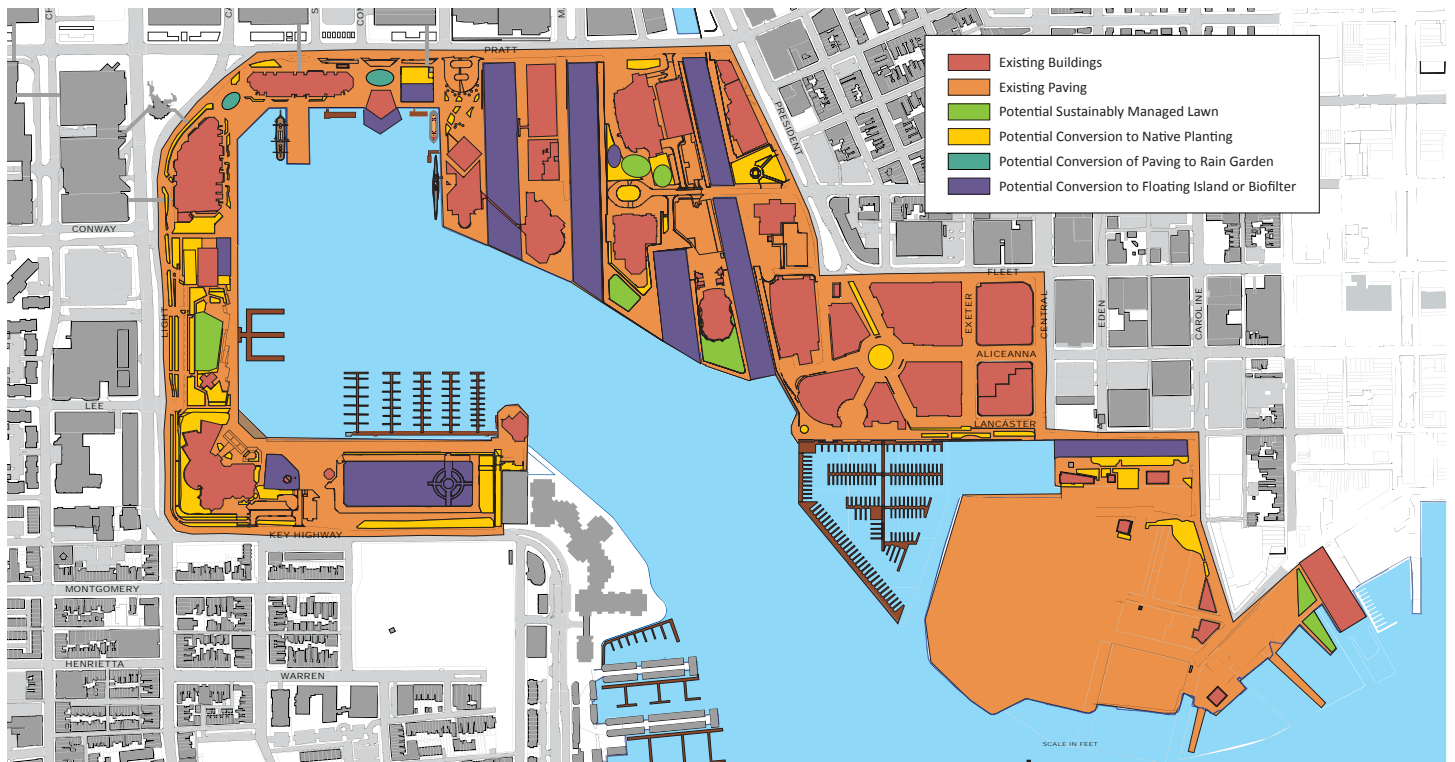 PRATT
PRESIDENT
Existing Buildings
Existing Paving
Potential Sustainably Managed Lawn
Potential Conversion to Native Planting
Potential Conversion of Paving to Rain Garden
Potential Conversion to Floating Island or Biofilter
CONWAY
FLEET
LIGHT
EXETER
CENTRAL
EDEN
CAROLINE
ALICEANNA
LEE
LANCASTER
KEY HIGHWAY
MONTGOMERY
HENRIETTA
WARREN
SCALE IN FEET